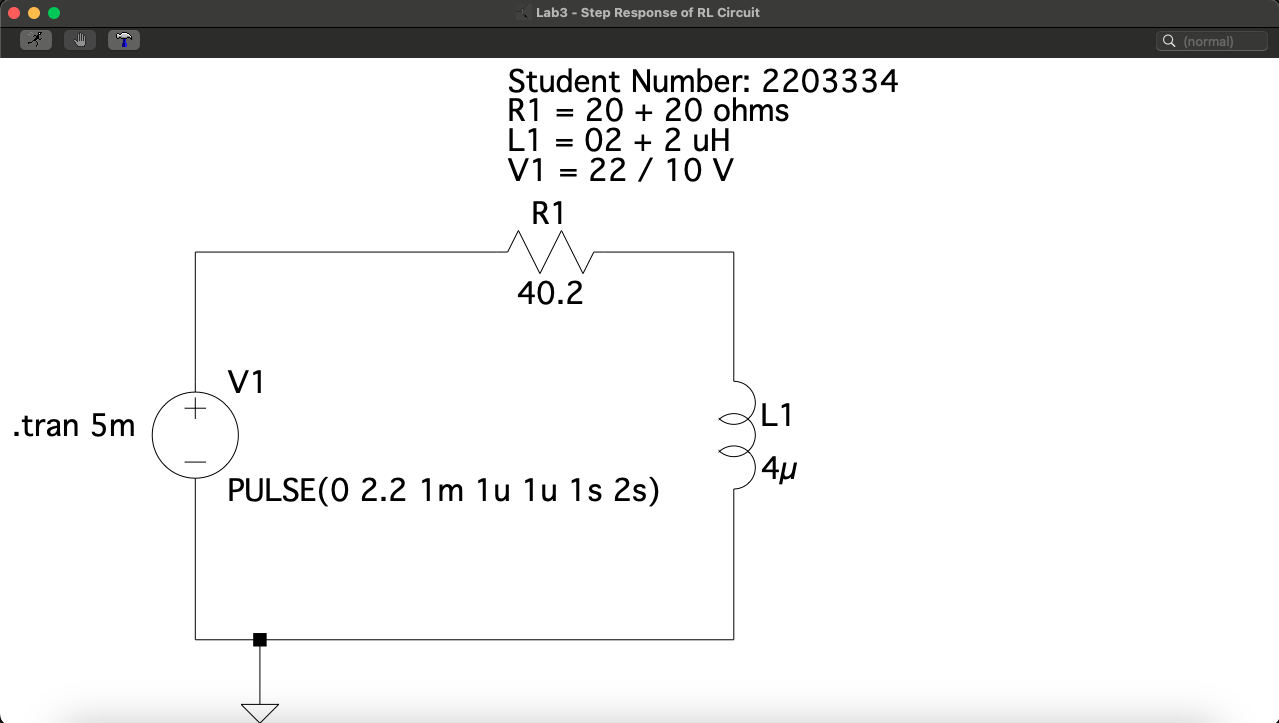 Lab3 - Step Response of RL Circuit
(normal)
Student Number: 2203334
R1 = 20 + 20 ohms
L1 = 02 + 2 uH
V1 = 22 / 10 V
R1
40.2
V1
.tran 5m
L1
4µ
PULSE(0 2.2 1m 1u 1u 1s 2s)